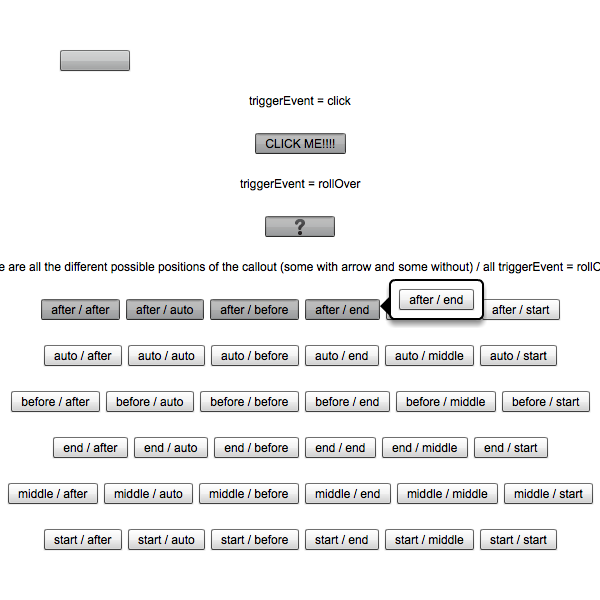 triggerEvent = click
CLICK ME!!!!
triggerEvent = rollOver
?
e are all the different possible positions of the callout (some with arrow and some without) / all triggerEvent = rollO
after / after after / auto after / before after / end after / end after / start
auto / after auto / auto auto / before auto / end auto / middle auto / start
before / after before / auto before / before before / end before / middle before / start
end / after end / auto end / before end / end end / middle end / start
middle / after middle / auto middle / before middle / end middle / middle middle / start
start / after start / auto start / before start / end start / middle start / start